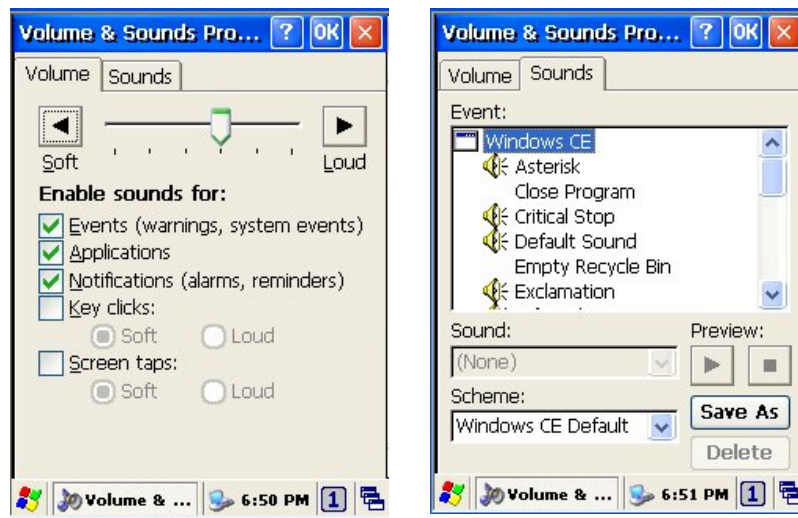 Volume & Sounds Pro... ? OK
Volume Sounds
Soft Loud
Enable sounds for:
Events (warnings, system events)
Applications
Notifications (alarms, reminders)
Key clicks:
Soft Loud
Screen taps:
Soft Loud
Volume & ... 6:50 PM 1
Volume & Sounds Pro... ? OK
Volume Sounds
Event:
Windows CE
Asterisk
Close Program
Critical Stop
Default Sound
Empty Recycle Bin
Exclamation
Sound: Preview:
(None)
Scheme:
Save As
Windows CE Default
Delete
Volume & ... 6:51 PM 1